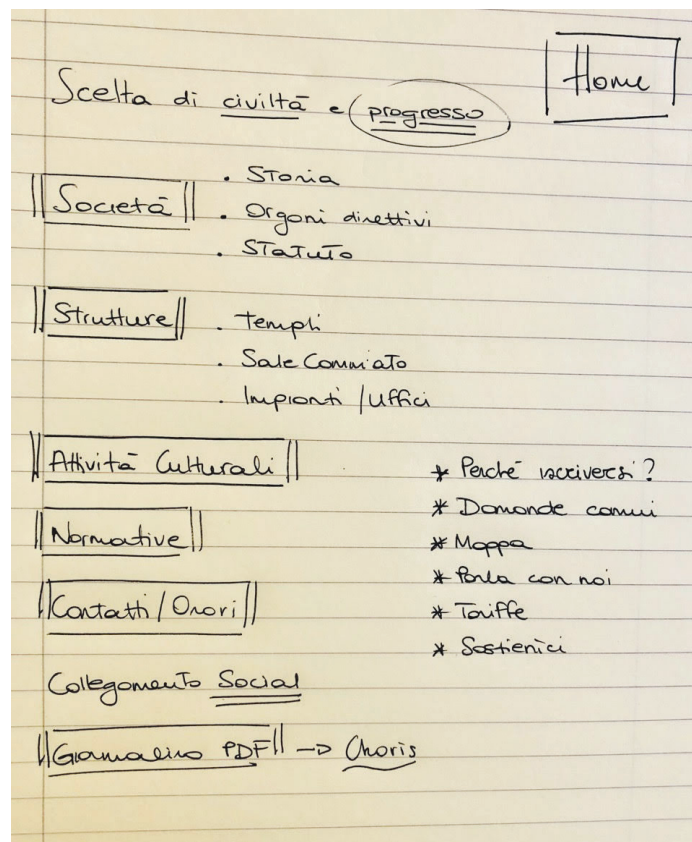 Home
Scelta di civiltà e progresso
Società
• Storia
• Organi direttivi
• Statuto
Strutture
• Templi
• Sale Commiato
• Impianti / Uffici
Attività Culturali
Normative
Contatti / Orari
* Perché iscriversi?
* Domande comuni
* Mappa
* Parla con noi
* Tariffe
* Sostienici
Collegamento Social
Giornalino PDF -> Charis